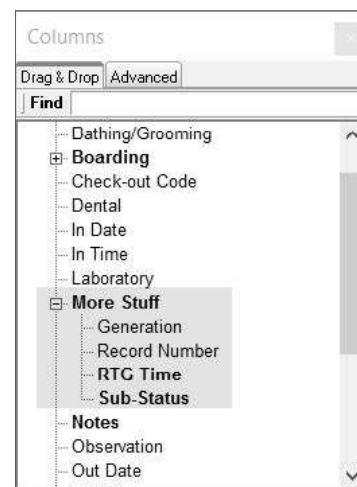 Columns
Drag & Drop Advanced
Find
Bathing/Grooming
Boarding
Check-out Code
Dental
In Date
In Time
Laboratory
More Stuff
Generation
Record Number
RTG Time
Sub-Status
Notes
Observation
Out Date